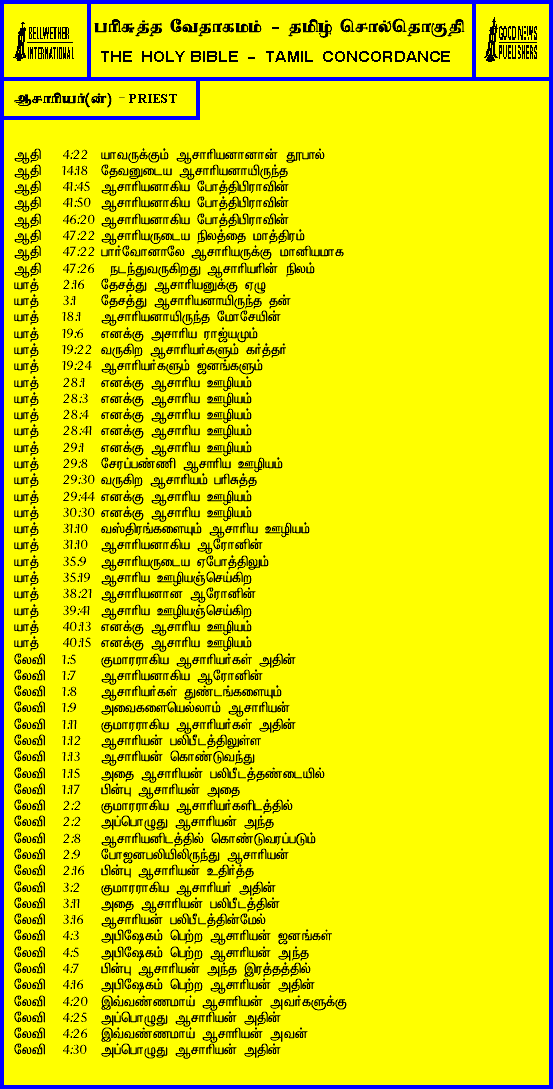 BELLWETHER INTERNATIONAL
பரிசுத்த வேதாகமம் - தமிழ் சொல்தொகுதி
THE HOLY BIBLE - TAMIL CONCORDANCE
GOOD NEWS PUBLISHERS
ஆசாரியர்(ன்) - PRIEST
ஆதி 4:22 யாவருக்கும் ஆசாரியனானான் தூபால்
ஆதி 14:18 தேவனுடைய ஆசாரியனாயிருந்த
ஆதி 41:45 ஆசாரியனாகிய போத்திபிராவின்
ஆதி 41:50 ஆசாரியனாகிய போத்திபிராவின்
ஆதி 46:20 ஆசாரியனாகிய போத்திபிராவின்
ஆதி 47:22 ஆசாரியருடைய நிலத்தை மாத்திரம்
ஆதி 47:22 பார்வோனாலே ஆசாரியருக்கு மானியமாக
ஆதி 47:26 நடந்துவருகிறது ஆசாரியரின் நிலம்
யாத் 2:16 தேசத்து ஆசாரியனுக்கு ஏழு
யாத் 3:1 தேசத்து ஆசாரியனாயிருந்த தன்
யாத் 18:1 ஆசாரியனாயிருந்த மோசேயின்
யாத் 19:6 எனக்கு அசாரிய ராஜ்யமும்
யாத் 19:22 வருகிற ஆசாரியர்களும் கர்த்தர்
யாத் 19:24 ஆசாரியர்களும் ஜனங்களும்
யாத் 28:1 எனக்கு ஆசாரிய ஊழியம்
யாத் 28:3 எனக்கு ஆசாரிய ஊழியம்
யாத் 28:4 எனக்கு ஆசாரிய ஊழியம்
யாத் 28:41 எனக்கு ஆசாரிய ஊழியம்
யாத் 29:1 எனக்கு ஆசாரிய ஊழியம்
யாத் 29:8 சேரப்பண்ணி ஆசாரிய ஊழியம்
யாத் 29:30 வருகிற ஆசாரியம் பரிசுத்த
யாத் 29:44 எனக்கு ஆசாரிய ஊழியம்
யாத் 30:30 எனக்கு ஆசாரிய ஊழியம்
யாத் 31:10 வஸ்திரங்களையும் ஆசாரிய ஊழியம்
யாத் 31:10 ஆசாரியனாகிய ஆரோனின்
யாத் 35:9 ஆசாரியருடைய ஏபோத்திலும்
யாத் 35:19 ஆசாரிய ஊழியஞ்செய்கிற
யாத் 38:21 ஆசாரியனான ஆரோனின்
யாத் 39:41 ஆசாரிய ஊழியஞ்செய்கிற
யாத் 40:13 எனக்கு ஆசாரிய ஊழியம்
யாத் 40:15 எனக்கு ஆசாரிய ஊழியம்
லேவி 1:5 குமாரராகிய ஆசாரியர்கள் அதின்
லேவி 1:7 ஆசாரியனாகிய ஆரோனின்
லேவி 1:8 ஆசாரியர்கள் துண்டங்களையும்
லேவி 1:9 அவைகளையெல்லாம் ஆசாரியன்
லேவி 1:11 குமாரராகிய ஆசாரியர்கள் அதின்
லேவி 1:12 ஆசாரியன் பலிபீடத்திலுள்ள
லேவி 1:13 ஆசாரியன் கொண்டுவந்து
லேவி 1:15 அதை ஆசாரியன் பலிபீடத்தண்டையில்
லேவி 1:17 பின்பு ஆசாரியன் அதை
லேவி 2:2 குமாரராகிய ஆசாரியர்களிடத்தில்
லேவி 2:2 அப்பொழுது ஆசாரியன் அந்த
லேவி 2:8 ஆசாரியனிடத்தில் கொண்டுவரப்படும்
லேவி 2:9 போஜனபலியிலிருந்து ஆசாரியன்
லேவி 2:16 பின்பு ஆசாரியன் உதிர்த்த
லேவி 3:2 குமாரராகிய ஆசாரியர் அதின்
லேவி 3:11 அதை ஆசாரியன் பலிபீடத்தின்
லேவி 3:16 ஆசாரியன் பலிபீடத்தின்மேல்
லேவி 4:3 அபிஷேகம் பெற்ற ஆசாரியன் ஜனங்கள்
லேவி 4:5 அபிஷேகம் பெற்ற ஆசாரியன் அந்த
லேவி 4:7 பின்பு ஆசாரியன் அந்த இரத்தத்தில்
லேவி 4:16 அபிஷேகம் பெற்ற ஆசாரியன் அதின்
லேவி 4:20 இவ்வண்ணமாய் ஆசாரியன் அவர்களுக்கு
லேவி 4:25 அப்பொழுது ஆசாரியன் அதின்
லேவி 4:26 இவ்வண்ணமாய் ஆசாரியன் அவன்
லேவி 4:30 அப்பொழுது ஆசாரியன் அதின்